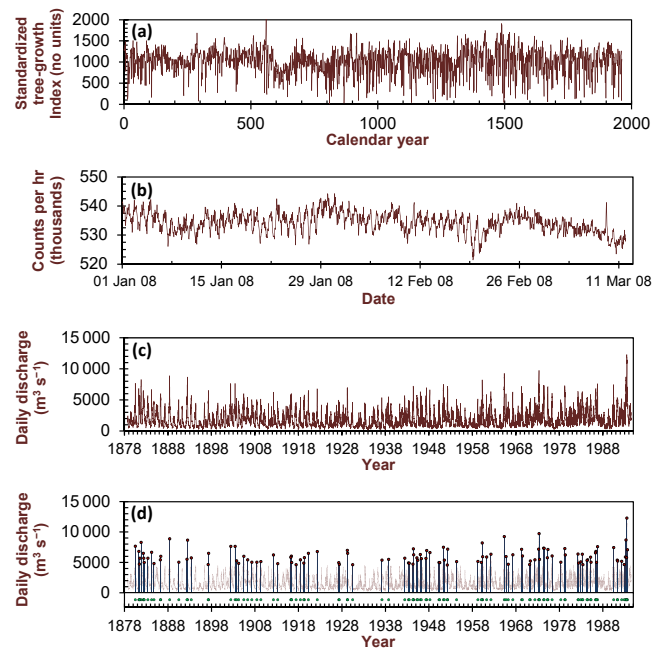 (a)
Standardized
tree-growth
Index (no units)
2000
1500
1000
500
0
0 500 1000 1500 2000
Calendar year
(b)
Counts per hr
(thousands)
550
540
530
520
01 Jan 08 15 Jan 08 29 Jan 08 12 Feb 08 26 Feb 08 11 Mar 08
Date
(c)
Daily discharge
(m³ s⁻¹)
15 000
10 000
5000
0
1878 1888 1898 1908 1918 1928 1938 1948 1958 1968 1978 1988
Year
(d)
Daily discharge
(m³ s⁻¹)
15 000
10 000
5000
0
1878 1888 1898 1908 1918 1928 1938 1948 1958 1968 1978 1988
Year